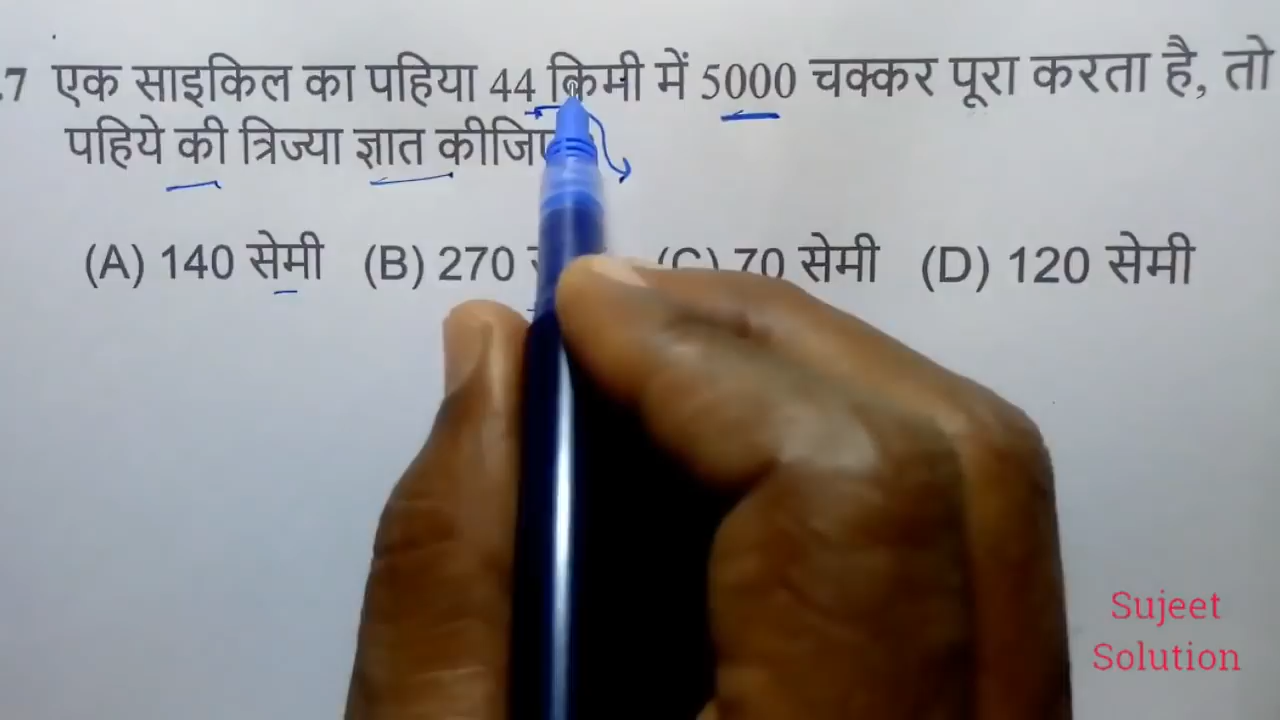 .7 एक साइकिल का पहिया 44 किमी में 5000 चक्कर पूरा करता है, तो
पहिये की त्रिज्या ज्ञात
(A) 140 सेमी (B) 270 (C) 70 सेमी (D) 120 सेमी
Sujeet
Solution